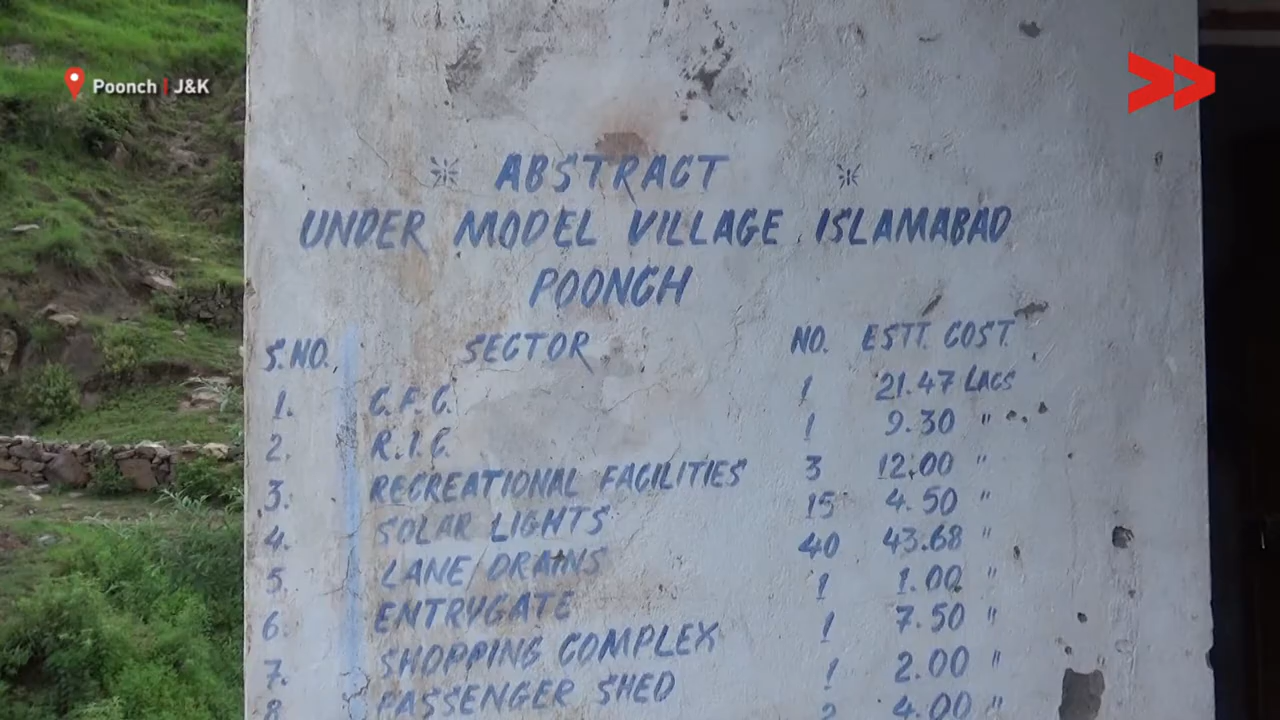 Poonch | J&K
ABSTRACT
UNDER MODEL VILLAGE ISLAMABAD
POONCH
S.NO. SECTOR NO. ESTT. COST.
1. C.F.C. 1 21.47 LACS
2. R.I.C. 1 9.30 "
3. RECREATIONAL FACILITIES 3 12.00 "
4. SOLAR LIGHTS 15 4.50 "
5. LANE/DRAINS 40 43.68 "
6. ENTRYGATE 1 1.00 "
7. SHOPPING COMPLEX 1 7.50 "
8. PASSENGER SHED 1 2.00 "
2 4.00 "